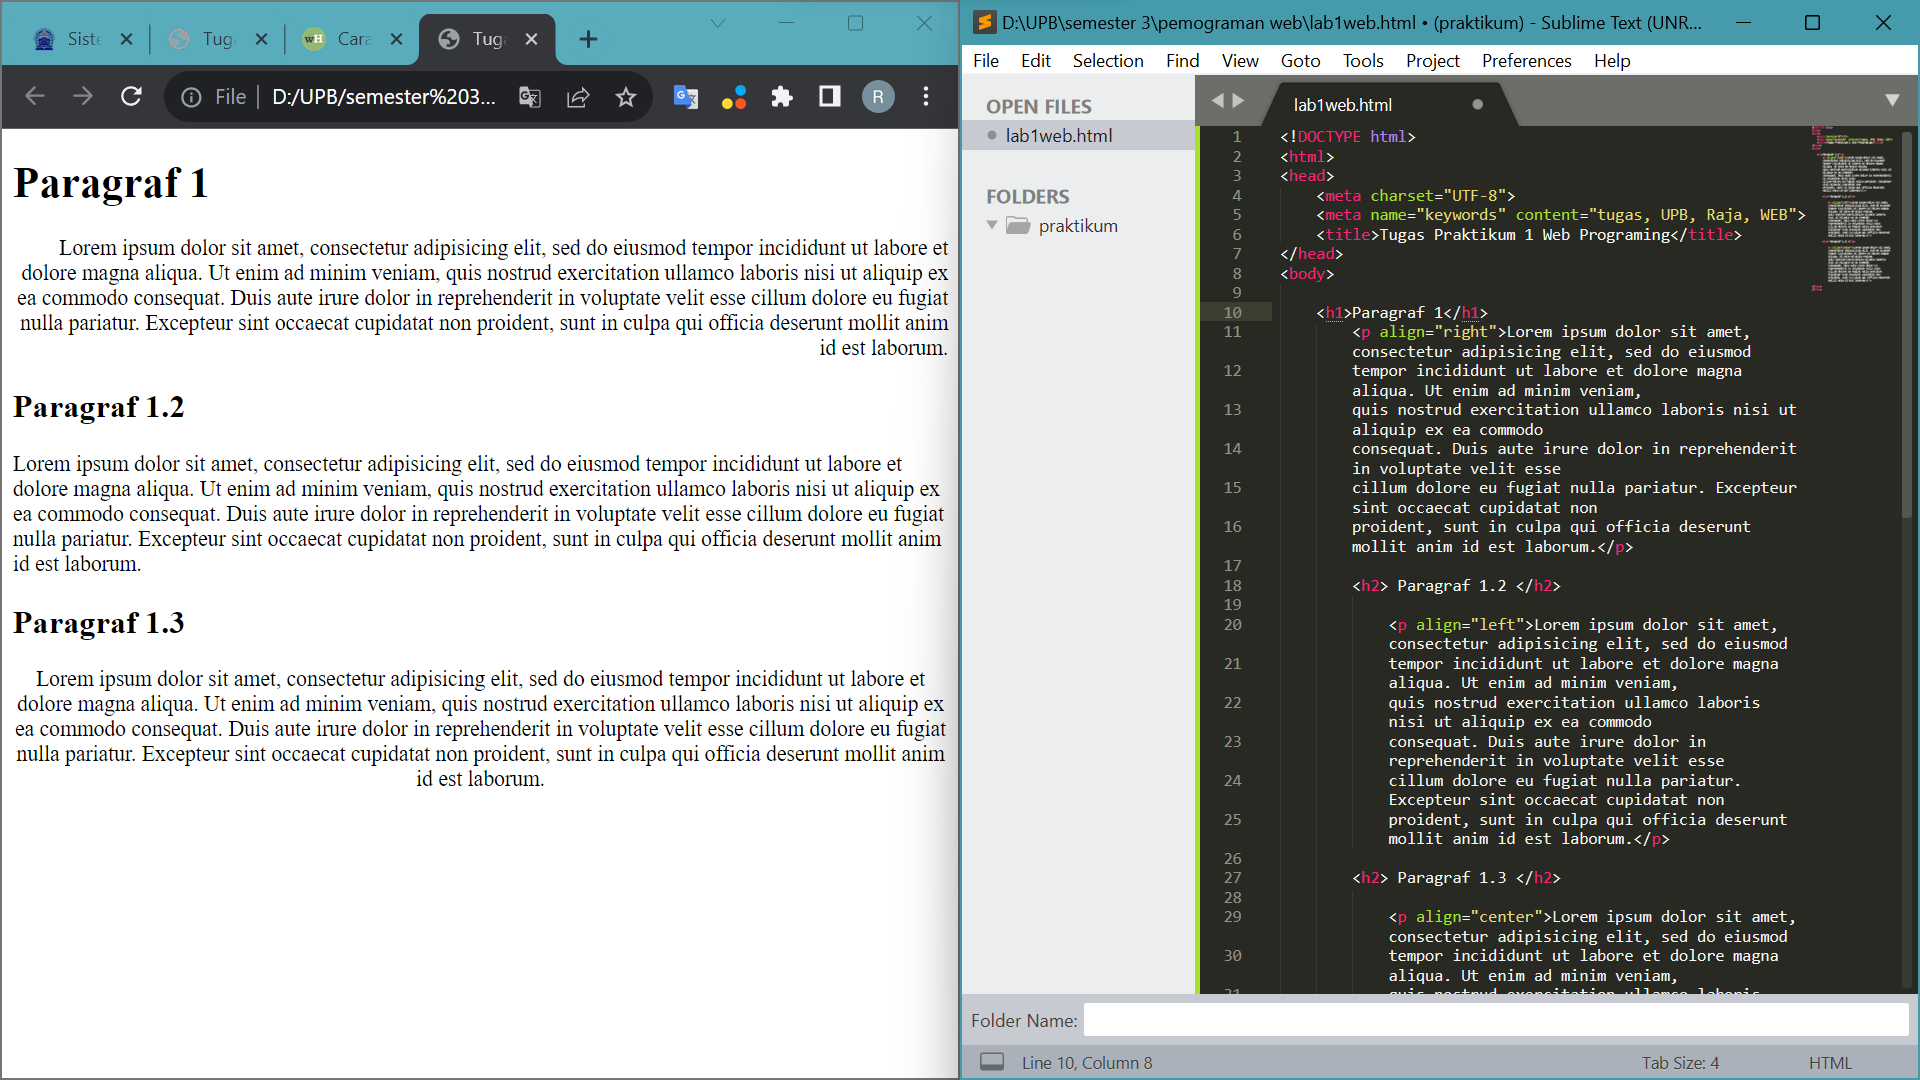 Siste
Tuga
Cara
Tuga
File
D:/UPB/semester%203...
R
Paragraf 1
Lorem ipsum dolor sit amet, consectetur adipisicing elit, sed do eiusmod tempor incididunt ut labore et
dolore magna aliqua. Ut enim ad minim veniam, quis nostrud exercitation ullamco laboris nisi ut aliquip ex
ea commodo consequat. Duis aute irure dolor in reprehenderit in voluptate velit esse cillum dolore eu fugiat
nulla pariatur. Excepteur sint occaecat cupidatat non proident, sunt in culpa qui officia deserunt mollit anim
id est laborum.
Paragraf 1.2
Lorem ipsum dolor sit amet, consectetur adipisicing elit, sed do eiusmod tempor incididunt ut labore et
dolore magna aliqua. Ut enim ad minim veniam, quis nostrud exercitation ullamco laboris nisi ut aliquip ex
ea commodo consequat. Duis aute irure dolor in reprehenderit in voluptate velit esse cillum dolore eu fugiat
nulla pariatur. Excepteur sint occaecat cupidatat non proident, sunt in culpa qui officia deserunt mollit anim
id est laborum.
Paragraf 1.3
Lorem ipsum dolor sit amet, consectetur adipisicing elit, sed do eiusmod tempor incididunt ut labore et
dolore magna aliqua. Ut enim ad minim veniam, quis nostrud exercitation ullamco laboris nisi ut aliquip ex
ea commodo consequat. Duis aute irure dolor in reprehenderit in voluptate velit esse cillum dolore eu fugiat
nulla pariatur. Excepteur sint occaecat cupidatat non proident, sunt in culpa qui officia deserunt mollit anim
id est laborum.
D:\UPB\semester 3\pemograman web\lab1web.html • (praktikum) - Sublime Text (UNR...
File Edit Selection Find View Goto Tools Project Preferences Help
OPEN FILES
lab1web.html
FOLDERS
praktikum
lab1web.html
1 <!DOCTYPE html>
2 <html>
3 <head>
4 <meta charset="UTF-8">
5 <meta name="keywords" content="tugas, UPB, Raja, WEB">
6 <title>Tugas Praktikum 1 Web Programing</title>
7 </head>
8 <body>
9
10 <h1>Paragraf 1</h1>
11 <p align="right">Lorem ipsum dolor sit amet,
consectetur adipisicing elit, sed do eiusmod
12 tempor incididunt ut labore et dolore magna
aliqua. Ut enim ad minim veniam,
13 quis nostrud exercitation ullamco laboris nisi ut
aliquip ex ea commodo
14 consequat. Duis aute irure dolor in reprehenderit
in voluptate velit esse
15 cillum dolore eu fugiat nulla pariatur. Excepteur
sint occaecat cupidatat non
16 proident, sunt in culpa qui officia deserunt
mollit anim id est laborum.</p>
17
18 <h2> Paragraf 1.2 </h2>
19
20 <p align="left">Lorem ipsum dolor sit amet,
consectetur adipisicing elit, sed do eiusmod
21 tempor incididunt ut labore et dolore magna
aliqua. Ut enim ad minim veniam,
22 quis nostrud exercitation ullamco laboris
nisi ut aliquip ex ea commodo
23 consequat. Duis aute irure dolor in
reprehenderit in voluptate velit esse
24 cillum dolore eu fugiat nulla pariatur.
Excepteur sint occaecat cupidatat non
25 proident, sunt in culpa qui officia deserunt
mollit anim id est laborum.</p>
26
27 <h2> Paragraf 1.3 </h2>
28
29 <p align="center">Lorem ipsum dolor sit amet,
consectetur adipisicing elit, sed do eiusmod
30 tempor incididunt ut labore et dolore magna
aliqua. Ut enim ad minim veniam,
31 quis nostrud exercitation ullamco laboris
Folder Name:
Line 10, Column 8
Tab Size: 4
HTML